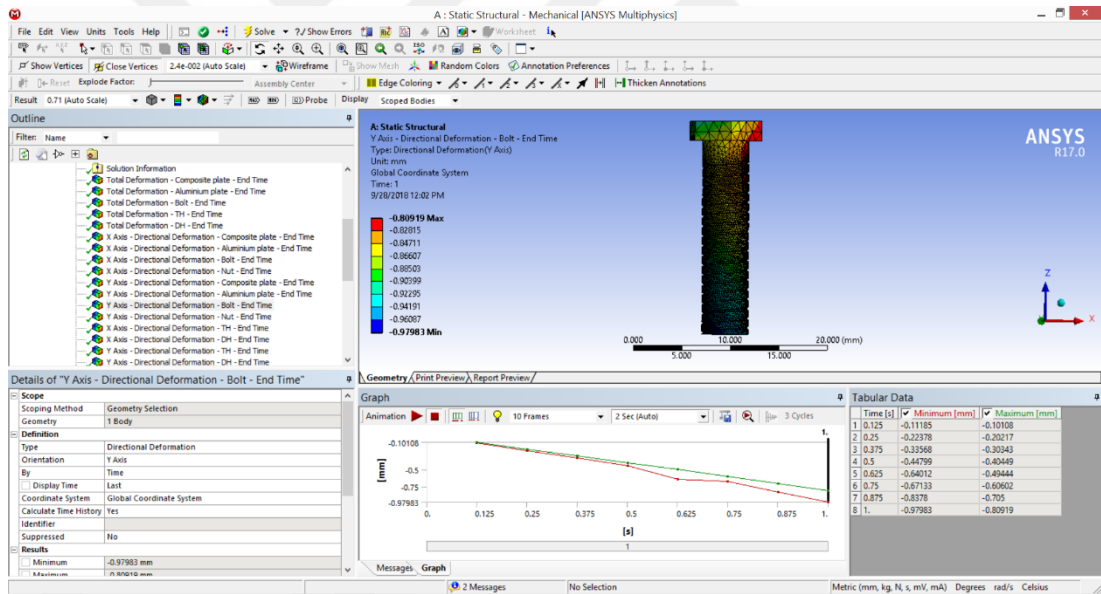 A : Static Structural - Mechanical [ANSYS Multiphysics]
File Edit View Units Tools Help Solve ?/ Show Errors A Worksheet
Show Vertices Close Vertices 2.4e-002 (Auto Scale) Wireframe Show Mesh Random Colors Annotation Preferences
Reset Explode Factor: Assembly Center Edge Coloring Thicken Annotations
Result 0.71 (Auto Scale) Probe Display Scoped Bodies
Outline
Filter: Name
Solution Information
Total Deformation - Composite plate - End Time
Total Deformation - Aluminium plate - End Time
Total Deformation - Bolt - End Time
Total Deformation - TH - End Time
Total Deformation - DH - End Time
X Axis - Directional Deformation - Composite plate - End Time
X Axis - Directional Deformation - Aluminium plate - End Time
X Axis - Directional Deformation - Bolt - End Time
X Axis - Directional Deformation - Nut - End Time
Y Axis - Directional Deformation - Composite plate - End Time
Y Axis - Directional Deformation - Aluminium plate - End Time
Y Axis - Directional Deformation - Bolt - End Time
Y Axis - Directional Deformation - Nut - End Time
X Axis - Directional Deformation - TH - End Time
X Axis - Directional Deformation - DH - End Time
Y Axis - Directional Deformation - TH - End Time
Y Axis - Directional Deformation - DH - End Time
A: Static Structural
Y Axis - Directional Deformation - Bolt - End Time
Type: Directional Deformation(Y Axis)
Unit: mm
Global Coordinate System
Time: 1
9/28/2018 12:02 PM
-0.80919 Max
-0.82815
-0.84711
-0.86607
-0.88503
-0.90399
-0.92295
-0.94191
-0.96087
-0.97983 Min
ANSYS
R17.0
Z
X
0.000 10.000 20.000 (mm)
5.000 15.000
Geometry Print Preview Report Preview
Details of "Y Axis - Directional Deformation - Bolt - End Time"
Scope
Scoping Method Geometry Selection
Geometry 1 Body
Definition
Type Directional Deformation
Orientation Y Axis
By Time
Display Time Last
Coordinate System Global Coordinate System
Calculate Time History Yes
Identifier
Suppressed No
Results
Minimum -0.97983 mm
Maximum -0.80919 mm
Graph
Animation 10 Frames 2 Sec (Auto) 3 Cycles
1.
-0.10108
-0.5
-0.75
-0.97983
[mm]
0. 0.125 0.25 0.375 0.5 0.625 0.75 0.875 1.
[s]
1
Messages Graph
Tabular Data
Time [s] Minimum [mm] Maximum [mm]
1 0.125 -0.11185 -0.10108
2 0.25 -0.22378 -0.20217
3 0.375 -0.33568 -0.30343
4 0.5 -0.44799 -0.40449
5 0.625 -0.64012 -0.49444
6 0.75 -0.67133 -0.60602
7 0.875 -0.8378 -0.705
8 1. -0.97983 -0.80919
2 Messages No Selection Metric (mm, kg, N, s, mV, mA) Degrees rad/s Celsius